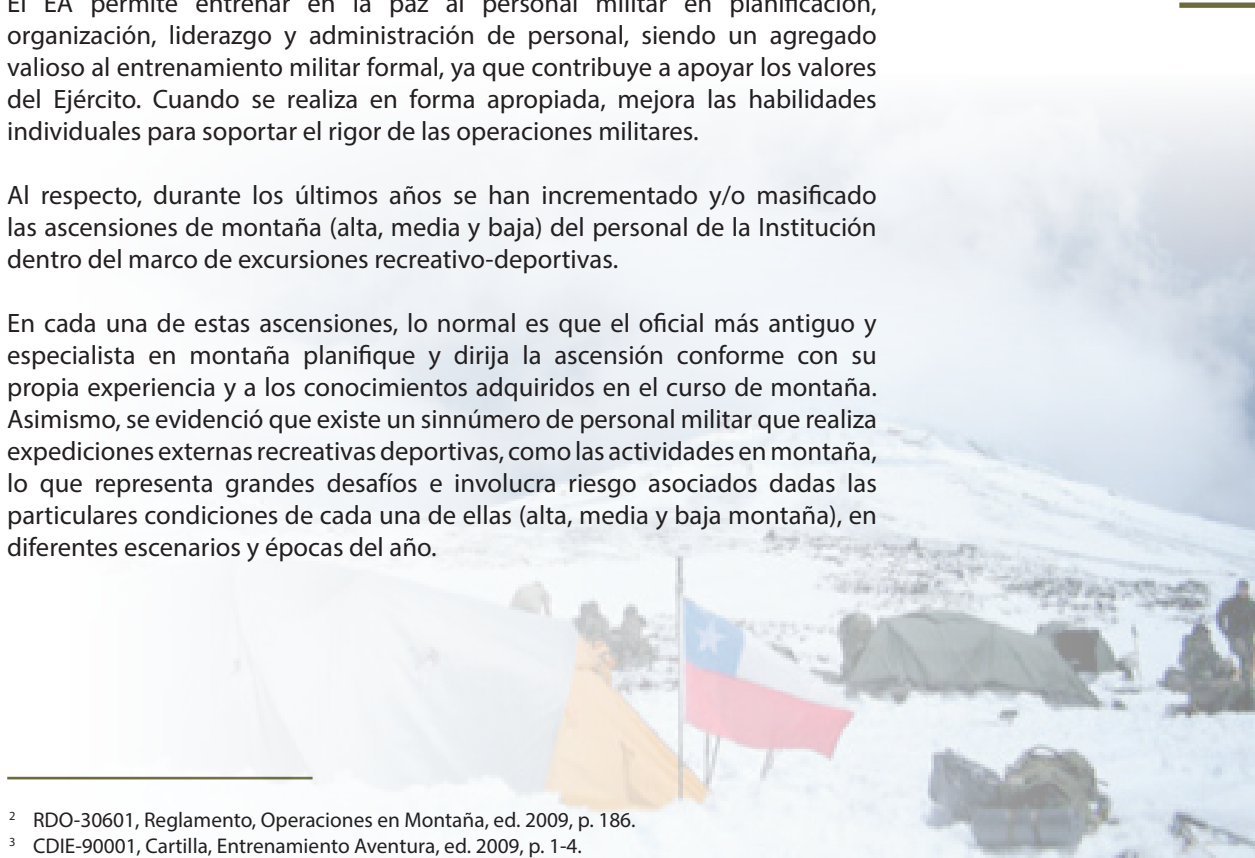 El EA permite entrenar en la paz al personal militar en planificación,
organización, liderazgo y administración de personal, siendo un agregado
valioso al entrenamiento militar formal, ya que contribuye a apoyar los valores
del Ejército. Cuando se realiza en forma apropiada, mejora las habilidades
individuales para soportar el rigor de las operaciones militares.
Al respecto, durante los últimos años se han incrementado y/o masificado
las ascensiones de montaña (alta, media y baja) del personal de la Institución
dentro del marco de excursiones recreativo-deportivas.
En cada una de estas ascensiones, lo normal es que el oficial más antiguo y
especialista en montaña planifique y dirija la ascensión conforme con su
propia experiencia y a los conocimientos adquiridos en el curso de montaña.
Asimismo, se evidenció que existe un sinnúmero de personal militar que realiza
expediciones externas recreativas deportivas, como las actividades en montaña,
lo que representa grandes desafíos e involucra riesgo asociados dadas las
particulares condiciones de cada una de ellas (alta, media y baja montaña), en
diferentes escenarios y épocas del año.
2 RDO-30601, Reglamento, Operaciones en Montaña, ed. 2009, p. 186.
3 CDIE-90001, Cartilla, Entrenamiento Aventura, ed. 2009, p. 1-4.